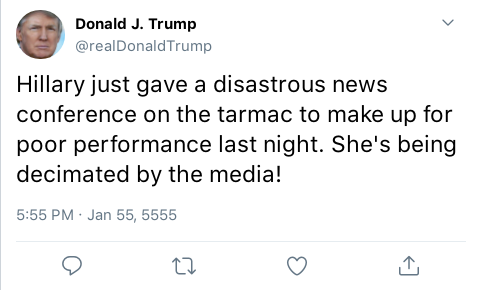 Donald J. Trump
@realDonaldTrump
Hillary just gave a disastrous news
conference on the tarmac to make up for
poor performance last night. She's being
decimated by the media!
5:55 PM · Jan 55, 5555